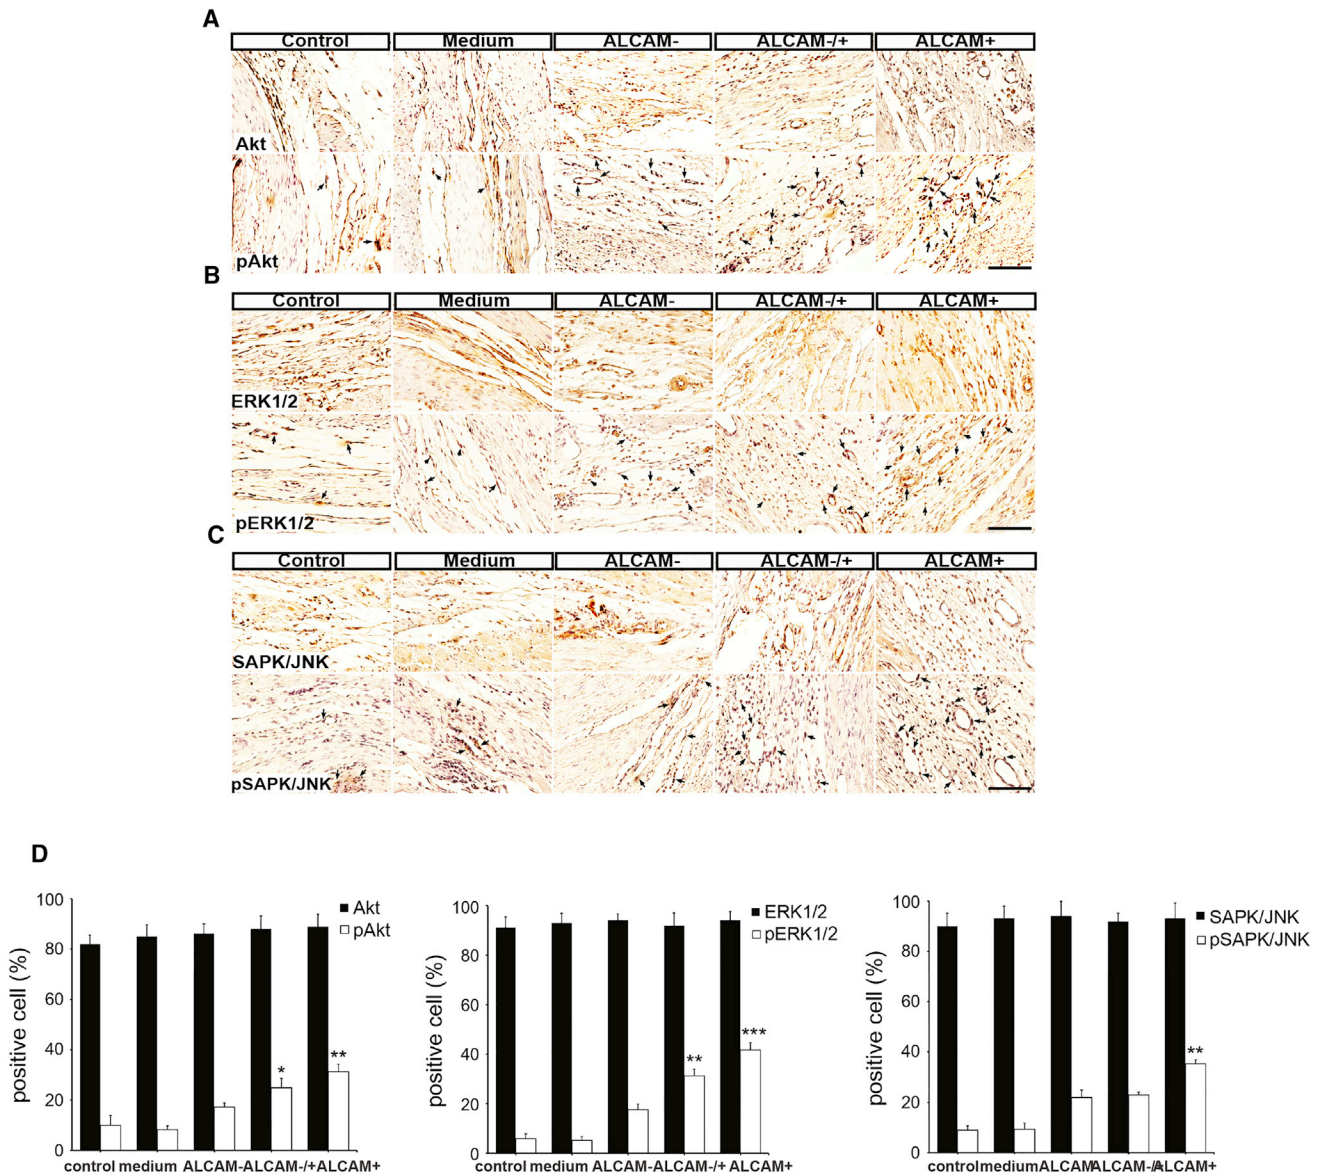 A
Control Medium ALCAM- ALCAM-/+ ALCAM+
Akt
pAkt
B
Control Medium ALCAM- ALCAM-/+ ALCAM+
ERK1/2
pERK1/2
C
Control Medium ALCAM- ALCAM-/+ ALCAM+
SAPK/JNK
pSAPK/JNK
D
positive cell (%)
100
80
60
40
20
0
Akt
pAkt
*
**
control medium ALCAM- ALCAM-/+ ALCAM+
positive cell (%)
100
80
60
40
20
0
ERK1/2
pERK1/2
**
***
control medium ALCAM- ALCAM-/+ ALCAM+
positive cell (%)
100
80
60
40
20
0
SAPK/JNK
pSAPK/JNK
**
control medium ALCAM- ALCAM-/+ ALCAM+